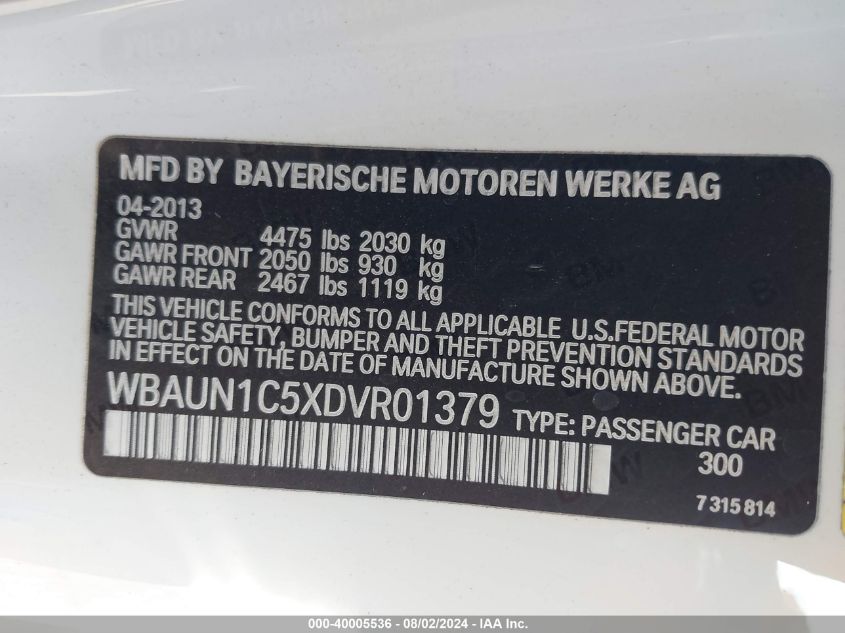 MFD BY BAYERISCHE MOTOREN WERKE AG
04-2013
GVWR 4475 lbs 2030 kg
GAWR FRONT 2050 lbs 930 kg
GAWR REAR 2467 lbs 1119 kg
THIS VEHICLE CONFORMS TO ALL APPLICABLE U.S.FEDERAL MOTOR
VEHICLE SAFETY, BUMPER AND THEFT PREVENTION STANDARDS
IN EFFECT ON THE DATE OF MANUFACTURE SHOWN ABOVE.
WBAUN1C5XDVR01379 TYPE: PASSENGER CAR
300
7 315 814
000-40005536 - 08/02/2024 - IAA Inc.